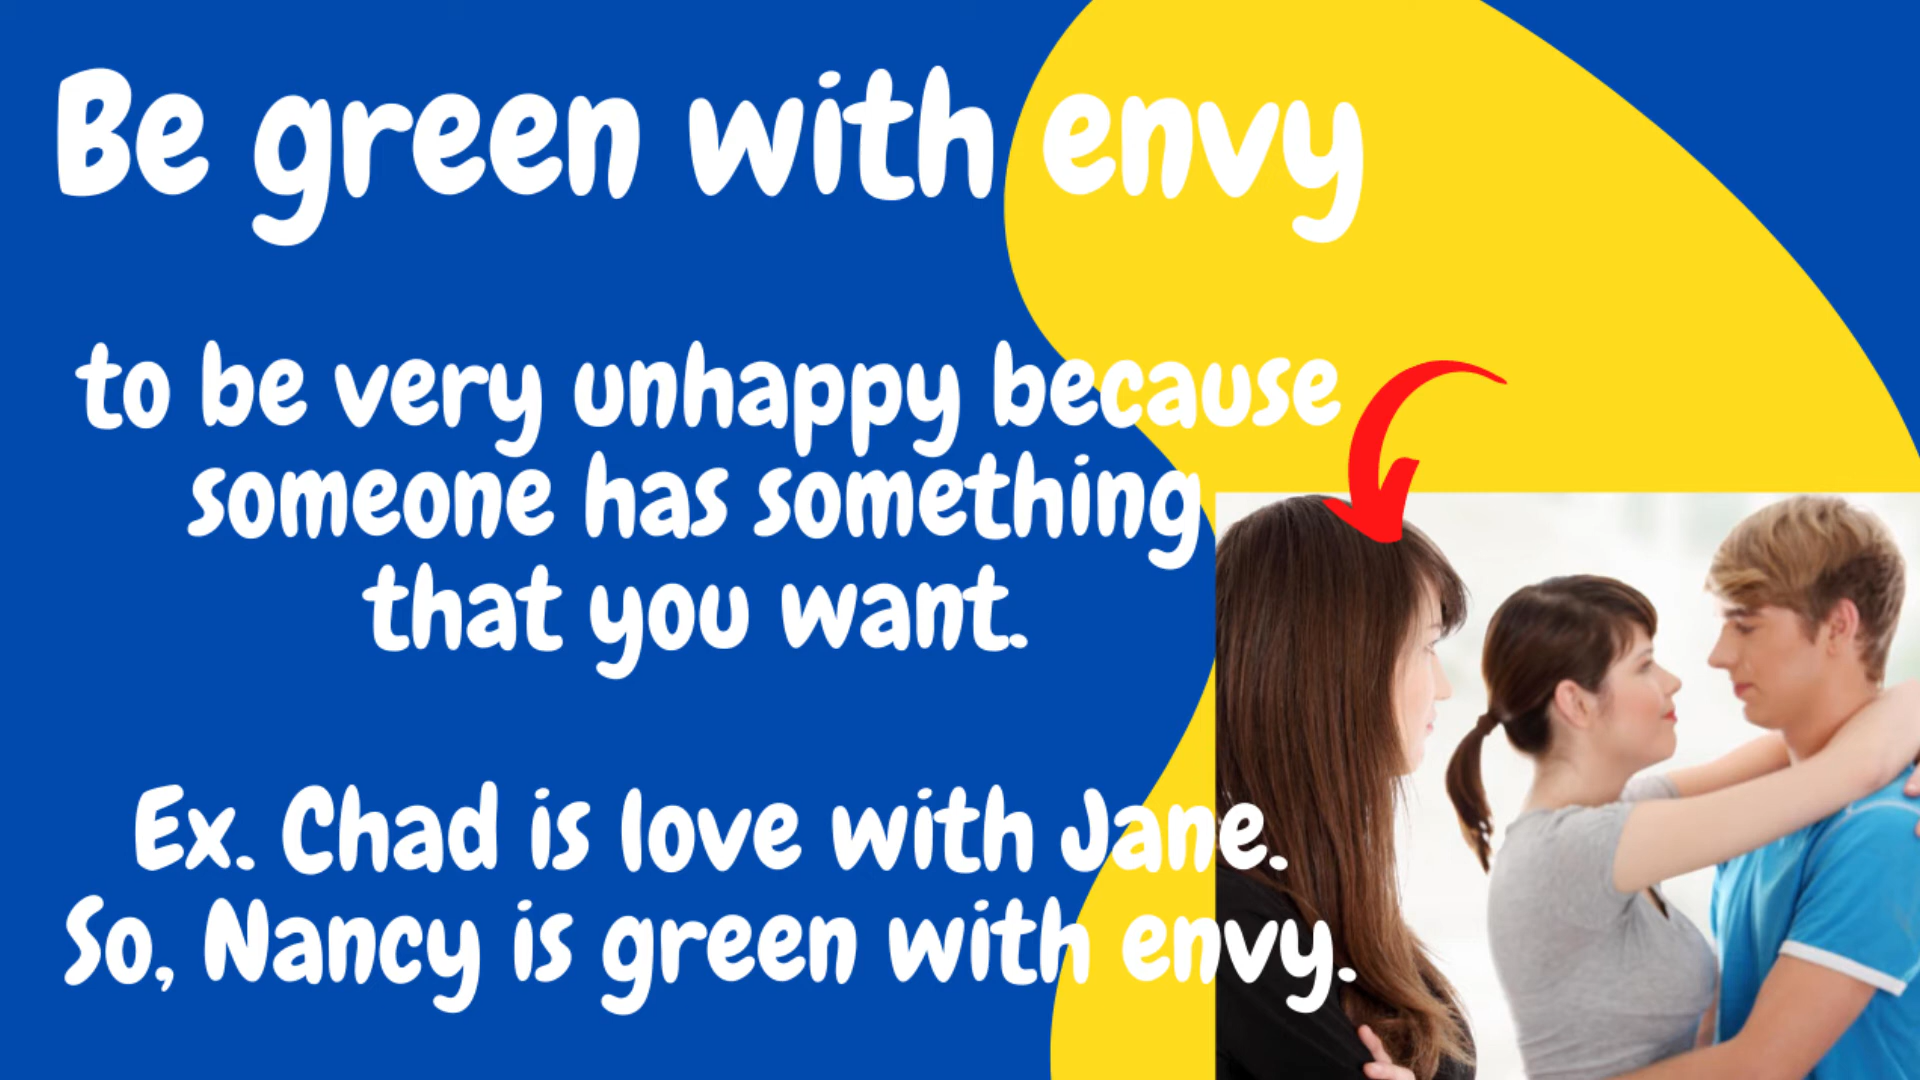 Be green with envy
to be very unhappy because
someone has something
that you want.
Ex. Chad is love with Jane.
So, Nancy is green with envy.